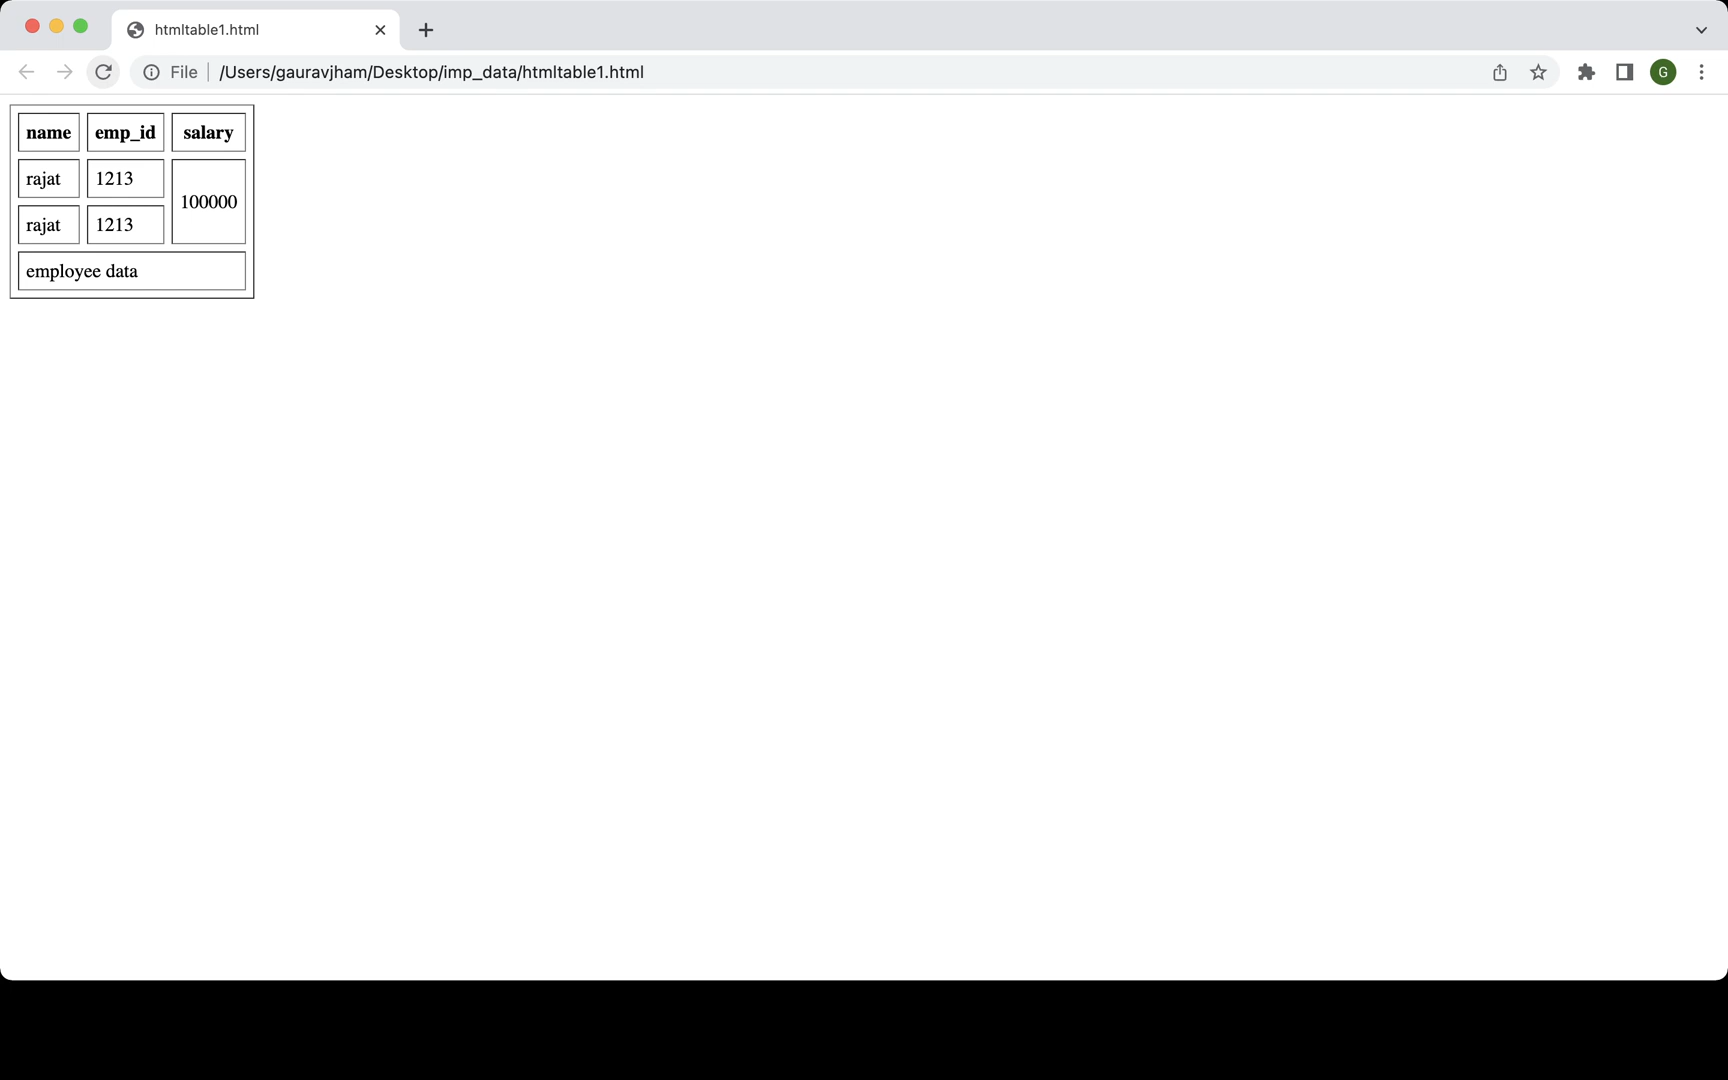 htmltable1.html
File /Users/gauravjham/Desktop/imp_data/htmltable1.html
G
name emp_id salary
rajat 1213
100000
rajat 1213
employee data